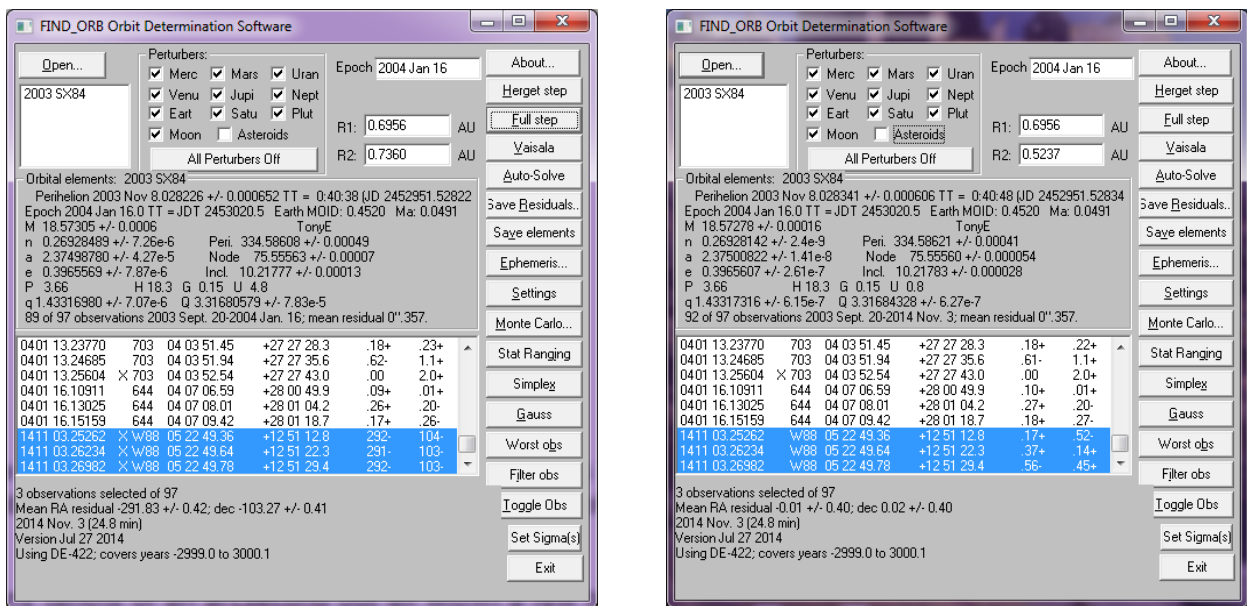 FIND_ORB Orbit Determination Software
Open...
2003 SX84
Perturbers:
Merc Mars Uran
Venu Jupi Nept
Eart Satu Plut
Moon Asteroids
All Perturbers Off
Epoch 2004 Jan 16
R1: 0.6956 AU
R2: 0.7360 AU
About...
Herget step
Full step
Vaisala
Auto-Solve
Save Residuals..
Save elements
Ephemeris...
Settings
Monte Carlo...
Stat Ranging
Simplex
Gauss
Worst obs
Filter obs
Toggle Obs
Set Sigma(s)
Exit
Orbital elements: 2003 SX84
Perihelion 2003 Nov 8.028226 +/- 0.000652 TT = 0:40:38 (JD 2452951.52822
Epoch 2004 Jan 16.0 TT = JDT 2453020.5 Earth MOID: 0.4520 Ma: 0.0491
M 18.57305 +/- 0.0006 TonyE
n 0.26928489 +/- 7.26e-6 Peri. 334.58608 +/- 0.00049
a 2.37498780 +/- 4.27e-5 Node 75.55563 +/- 0.00007
e 0.3965569 +/- 7.87e-6 Incl. 10.21777 +/- 0.00013
P 3.66 H 18.3 G 0.15 U 4.8
q 1.43316980 +/- 7.07e-6 Q 3.31680579 +/- 7.83e-5
89 of 97 observations 2003 Sept. 20-2004 Jan. 16; mean residual 0".357.
0401 13.23770 703 04 03 51.45 +27 27 28.3 .18+ .23+
0401 13.24685 703 04 03 51.94 +27 27 35.6 .62- 1.1+
0401 13.25604 X 703 04 03 52.54 +27 27 43.0 .00 2.0+
0401 16.10911 644 04 07 06.59 +28 00 49.9 .09+ .01+
0401 16.13025 644 04 07 08.01 +28 01 04.2 .26+ .20-
0401 16.15159 644 04 07 09.42 +28 01 18.7 .17+ .26-
1411 03.25262 X W88 05 22 49.36 +12 51 12.8 292- 104-
1411 03.26234 X W88 05 22 49.64 +12 51 22.3 291- 103-
1411 03.26982 X W88 05 22 49.78 +12 51 29.4 292- 103-
3 observations selected of 97
Mean RA residual -291.83 +/- 0.42; dec -103.27 +/- 0.41
2014 Nov. 3 (24.8 min)
Version Jul 27 2014
Using DE-422; covers years -2999.0 to 3000.1
FIND_ORB Orbit Determination Software
Open...
2003 SX84
Perturbers:
Merc Mars Uran
Venu Jupi Nept
Eart Satu Plut
Moon Asteroids
All Perturbers Off
Epoch 2004 Jan 16
R1: 0.6956 AU
R2: 0.5237 AU
About...
Herget step
Full step
Vaisala
Auto-Solve
Save Residuals..
Save elements
Ephemeris...
Settings
Monte Carlo...
Stat Ranging
Simplex
Gauss
Worst obs
Filter obs
Toggle Obs
Set Sigma(s)
Exit
Orbital elements: 2003 SX84
Perihelion 2003 Nov 8.028341 +/- 0.000606 TT = 0:40:48 (JD 2452951.52834
Epoch 2004 Jan 16.0 TT = JDT 2453020.5 Earth MOID: 0.4520 Ma: 0.0491
M 18.57278 +/- 0.00016 TonyE
n 0.26928142 +/- 2.4e-9 Peri. 334.58621 +/- 0.00041
a 2.37500822 +/- 1.41e-8 Node 75.55560 +/- 0.000054
e 0.3965607 +/- 2.61e-7 Incl. 10.21783 +/- 0.000028
P 3.66 H 18.3 G 0.15 U 0.8
q 1.43317316 +/- 6.15e-7 Q 3.31684328 +/- 6.27e-7
92 of 97 observations 2003 Sept. 20-2014 Nov. 3; mean residual 0".357.
0401 13.23770 703 04 03 51.45 +27 27 28.3 .18+ .22+
0401 13.24685 703 04 03 51.94 +27 27 35.6 .61- 1.1+
0401 13.25604 X 703 04 03 52.54 +27 27 43.0 .00 2.0+
0401 16.10911 644 04 07 06.59 +28 00 49.9 .10+ .01+
0401 16.13025 644 04 07 08.01 +28 01 04.2 .27+ .20-
0401 16.15159 644 04 07 09.42 +28 01 18.7 .18+ .27-
1411 03.25262 W88 05 22 49.36 +12 51 12.8 .17+ .52-
1411 03.26234 W88 05 22 49.64 +12 51 22.3 .37+ .14+
1411 03.26982 W88 05 22 49.78 +12 51 29.4 .56- .45+
3 observations selected of 97
Mean RA residual -0.01 +/- 0.40; dec 0.02 +/- 0.40
2014 Nov. 3 (24.8 min)
Version Jul 27 2014
Using DE-422; covers years -2999.0 to 3000.1